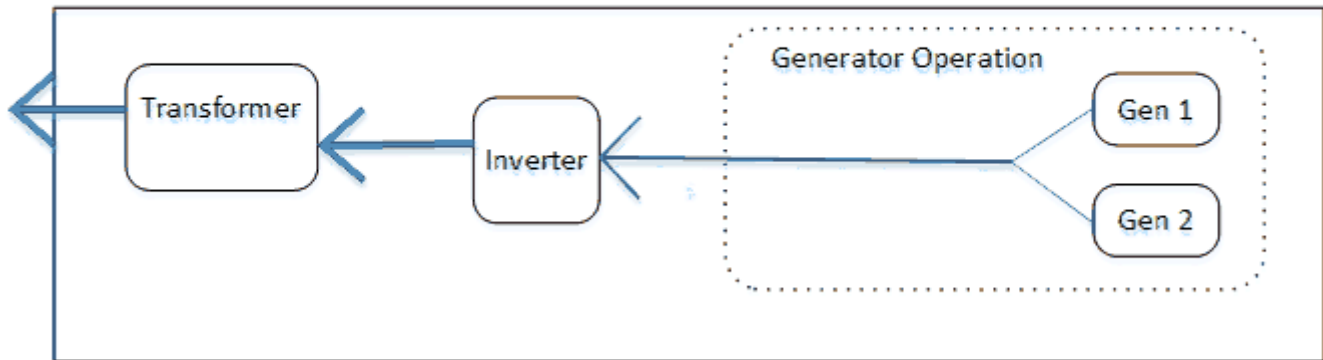 Generator Operation
Transformer
Gen 1
Inverter
Gen 2